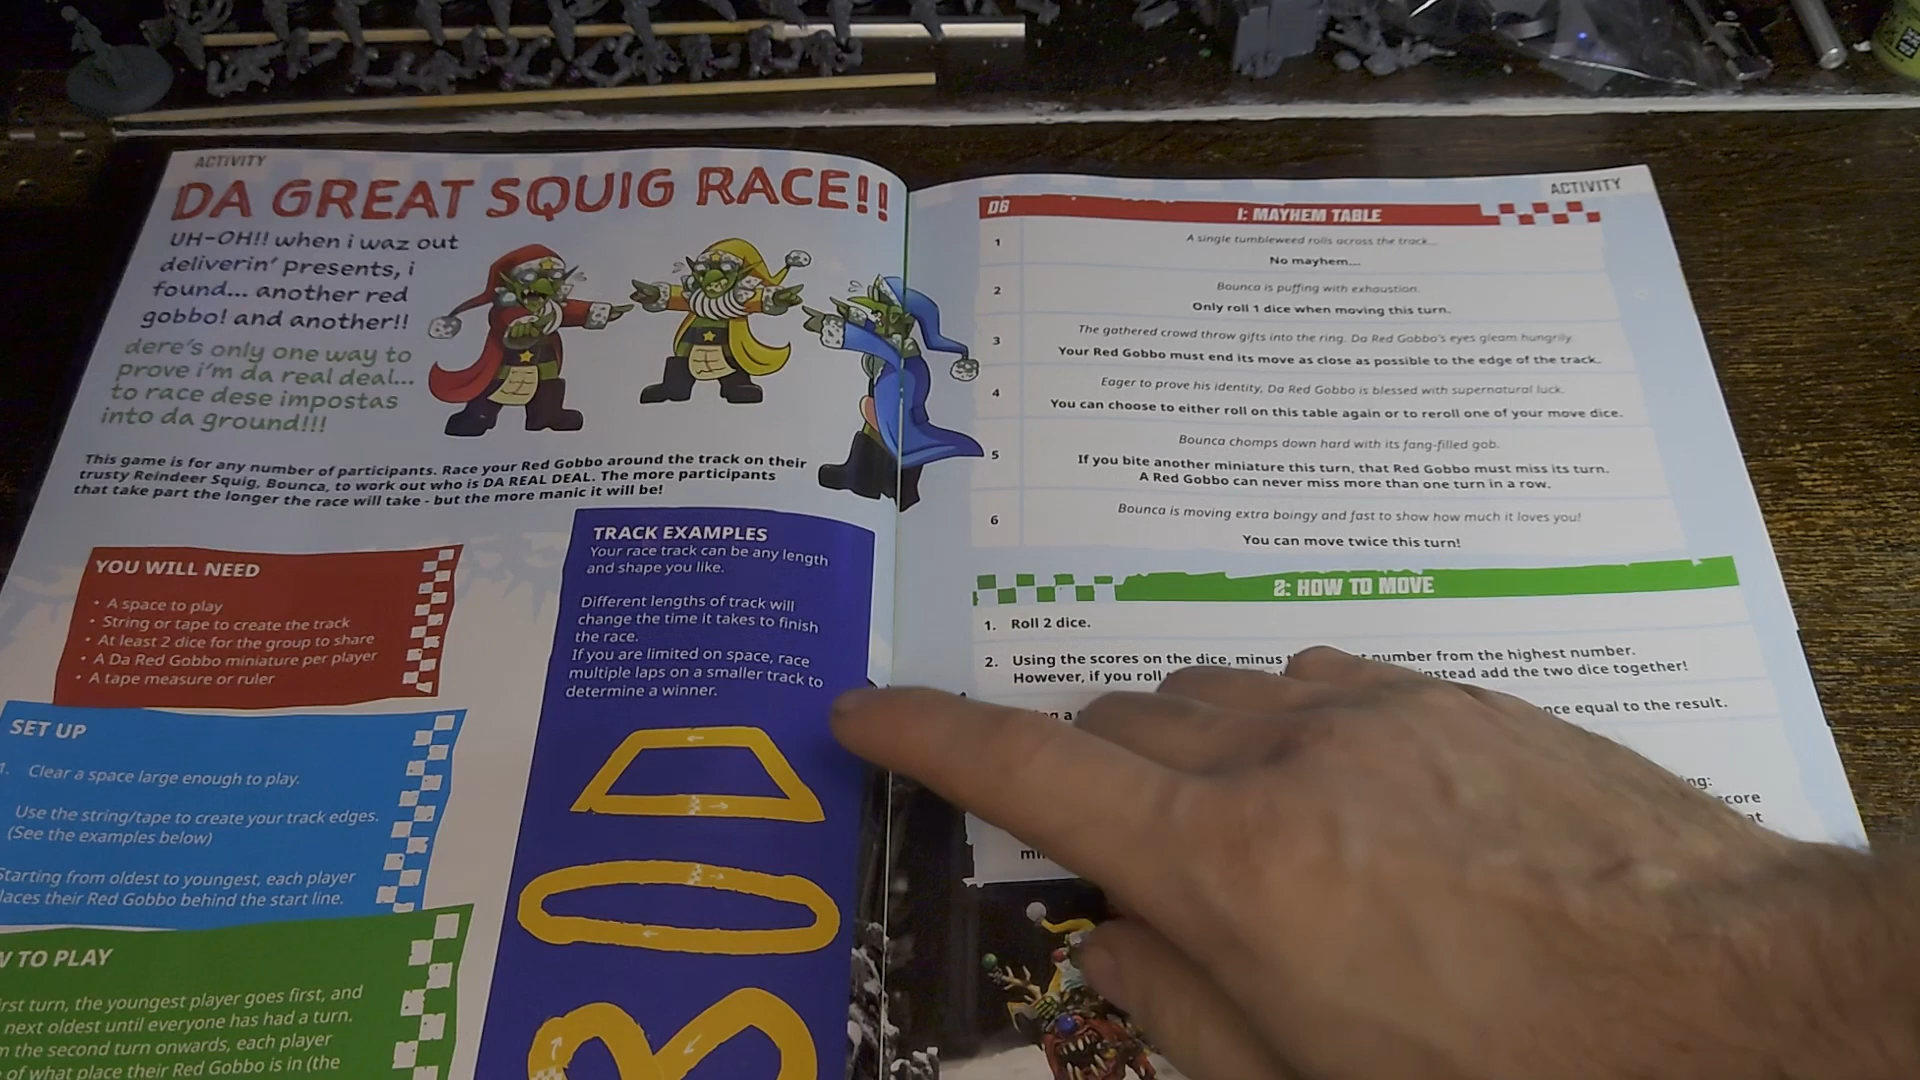 ACTIVITY
DA GREAT SQUIG RACE!!
UH-OH!! when i waz out
deliverin' presents, i
found... another red
gobbo! and another!!
dere's only one way to
prove i'm da real deal...
to race dese impostas
into da ground!!!
This game is for any number of participants. Race your Red Gobbo around the track on their
trusty Reindeer Squig, Bounca, to work out who is DA REAL DEAL. The more participants
that take part the longer the race will take - but the more manic it will be!
YOU WILL NEED
• A space to play
• String or tape to create the track
• At least 2 dice for the group to share
• A Da Red Gobbo miniature per player
• A tape measure or ruler
SET UP
1. Clear a space large enough to play.
Use the string/tape to create your track edges.
(See the examples below)
Starting from oldest to youngest, each player
their Red Gobbo behind the start line.
TO PLAY
turn, the youngest player goes first, and
next oldest until everyone has had a turn.
the second turn onwards, each player
of what place their Red Gobbo is in (the
TRACK EXAMPLES
Your race track can be any length
and shape you like.
Different lengths of track will
change the time it takes to finish
the race.
If you are limited on space, race
multiple laps on a smaller track to
determine a winner.
ACTIVITY
D6 1: MAYHEM TABLE
1 A single tumbleweed rolls across the track...
No mayhem...
2 Bounca is puffing with exhaustion.
Only roll 1 dice when moving this turn.
3 The gathered crowd throw gifts into the ring. Da Red Gobbo's eyes gleam hungrily.
Your Red Gobbo must end its move as close as possible to the edge of the track.
4 Eager to prove his identity, Da Red Gobbo is blessed with supernatural luck.
You can choose to either roll on this table again or to reroll one of your move dice.
5 Bounca chomps down hard with its fang-filled gob.
If you bite another miniature this turn, that Red Gobbo must miss its turn.
A Red Gobbo can never miss more than one turn in a row.
6 Bounca is moving extra boingy and fast to show how much it loves you!
You can move twice this turn!
2: HOW TO MOVE
1. Roll 2 dice.
2. Using the scores on the dice, minus number from the highest number.
However, if you roll instead add the two dice together!
a equal to the result.
score